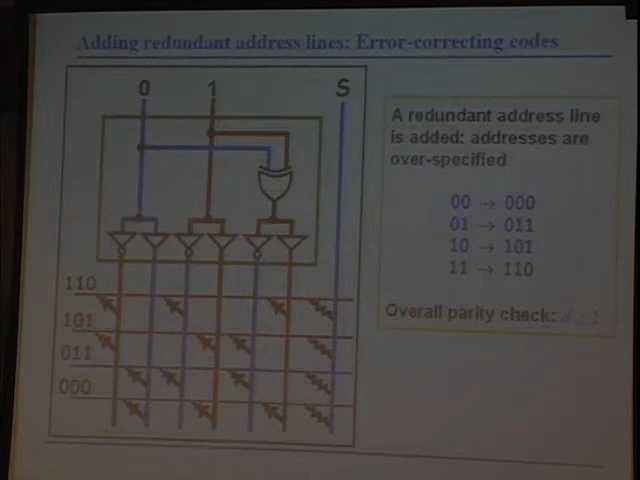 Adding redundant address lines: Error-correcting codes
0 1 S
A redundant address line
is added: addresses are
over-specified
00 → 000
01 → 011
10 → 101
11 → 110
Overall parity check: d ≥ 2
110
101
011
000